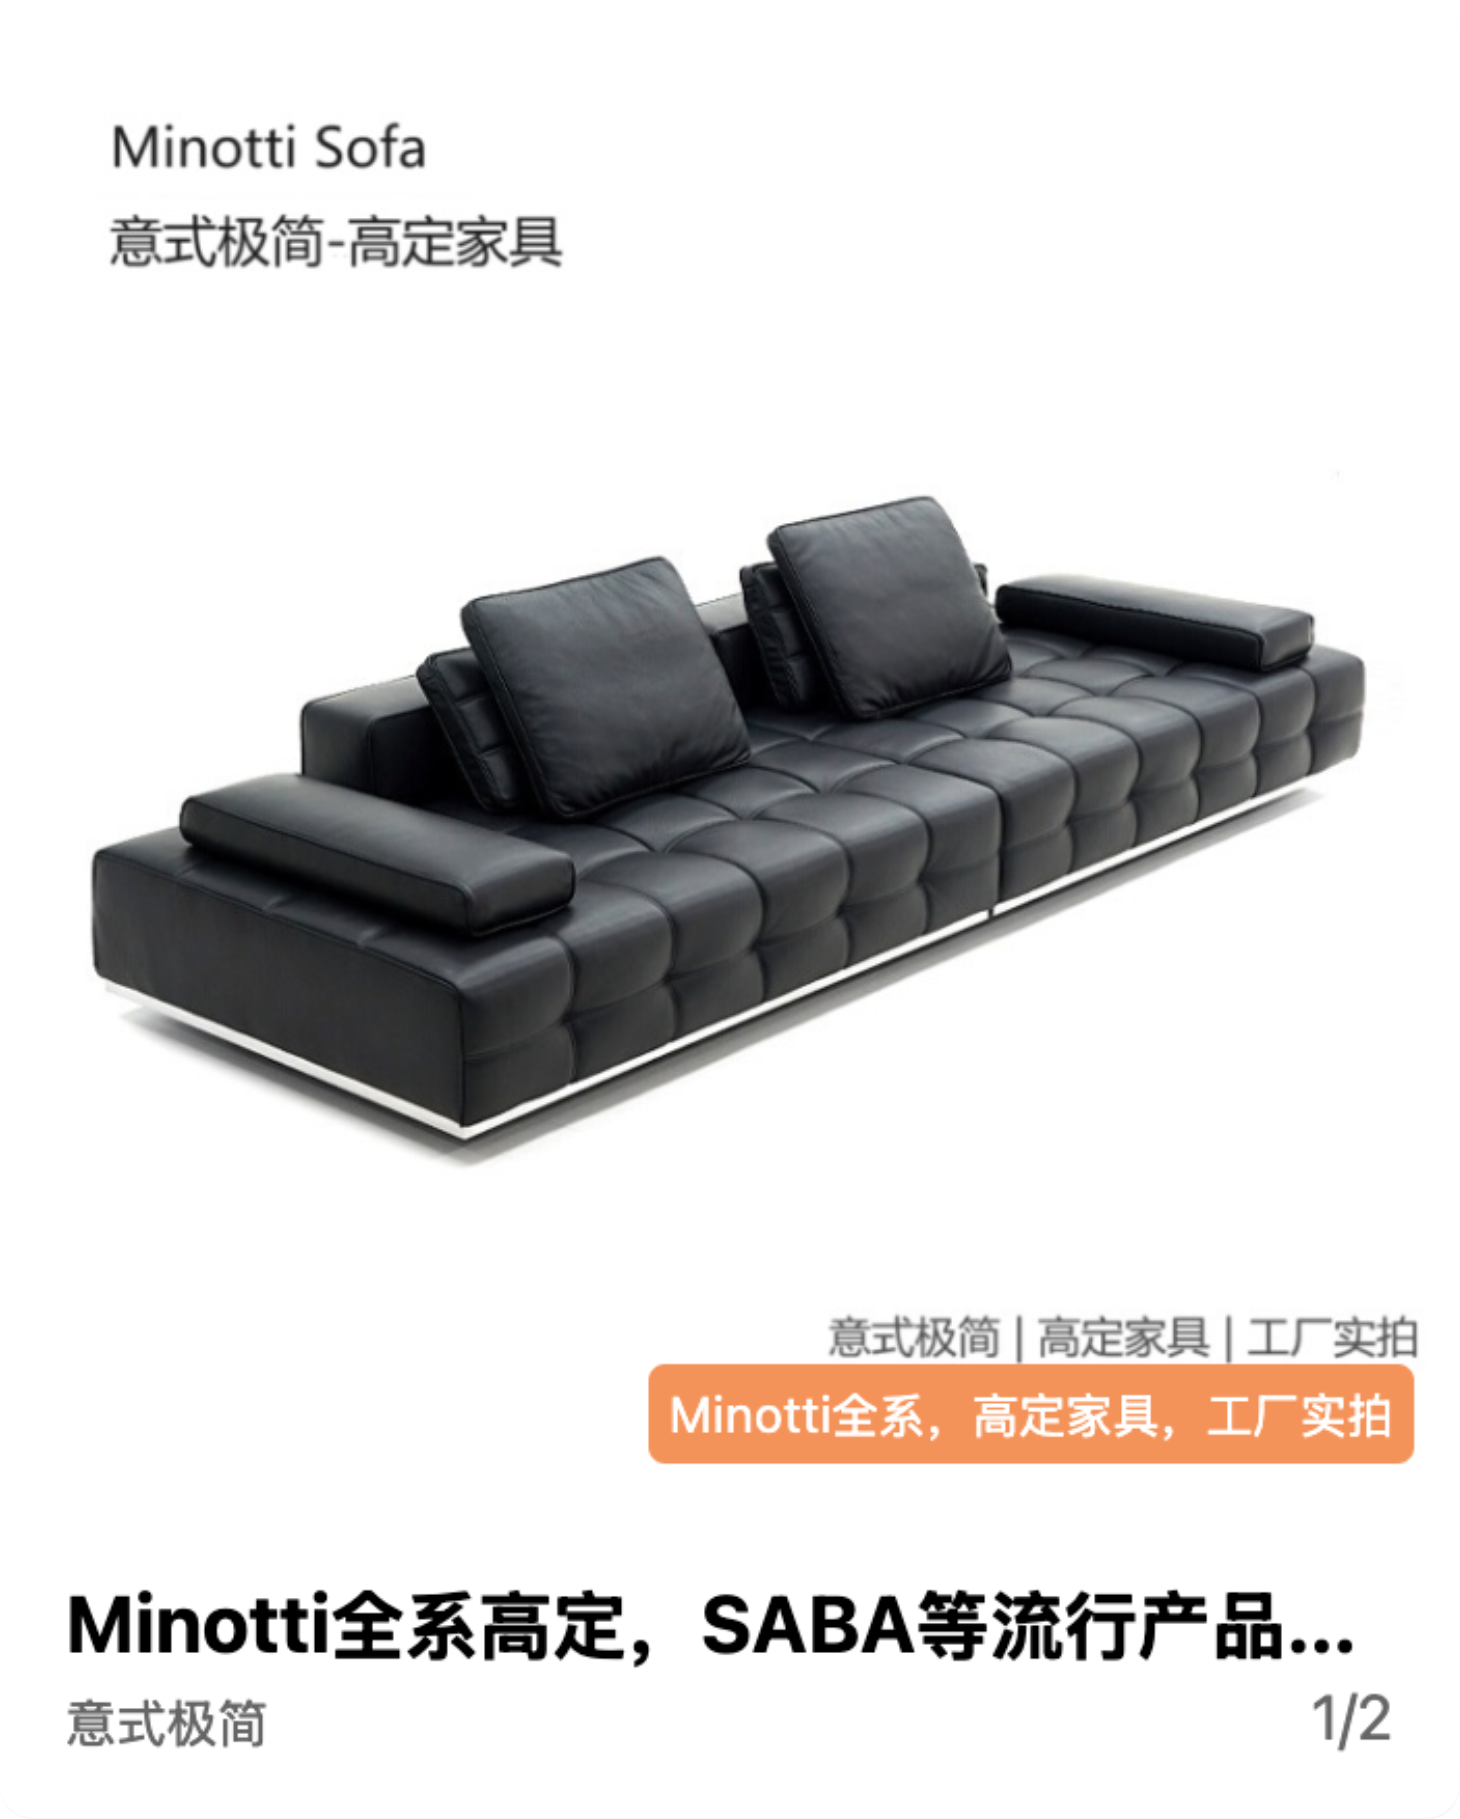 Minotti Sofa
意式极简-高定家具
意式极简 | 高定家具 | 工厂实拍
Minotti全系，高定家具，工厂实拍
Minotti全系高定，SABA等流行产品...
意式极简
1/2